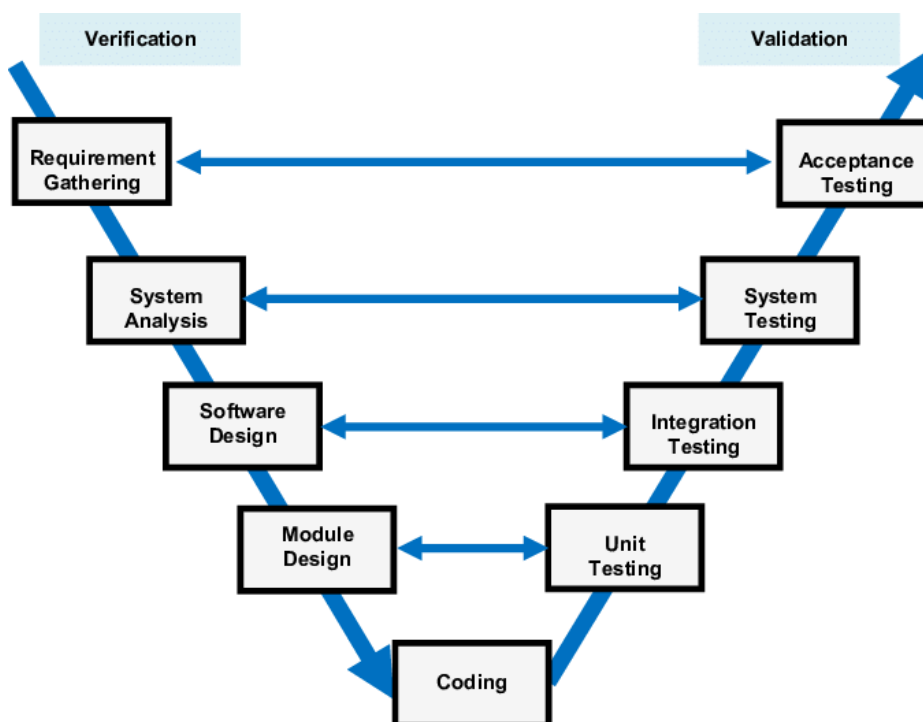 Verification
Validation
Requirement
Gathering
Acceptance
Testing
System
Analysis
System
Testing
Software
Design
Integration
Testing
Module
Design
Unit
Testing
Coding